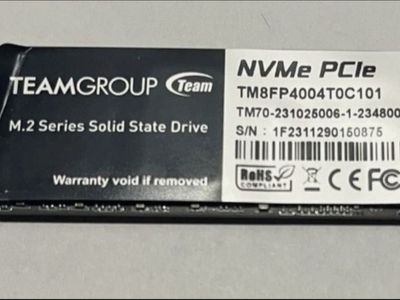 TEAMGROUP Team
M.2 Series Solid State Drive
Warranty void if removed
NVMe PCIe
TM8FP4004T0C101
TM70-231025006-1-234800
S/N : 1F2311290150875
RoHS
COMPLIANT
CE FC